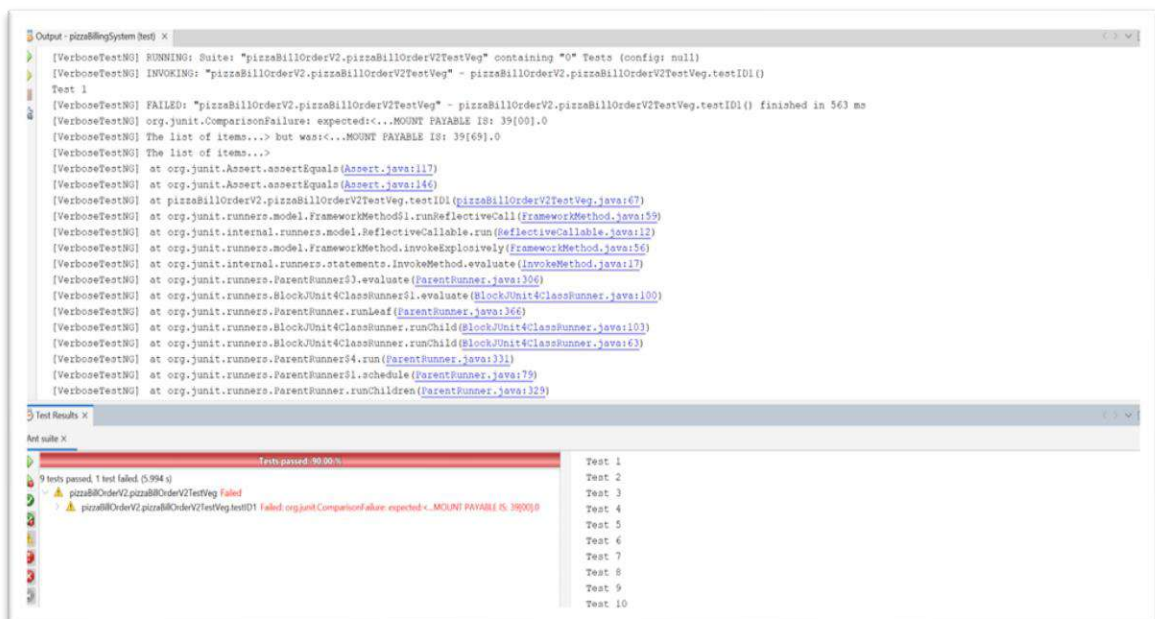 Output - pizzaBillingSystem (test) ×
[VerboseTestNG] RUNNING: Suite: "pizzaBillOrderV2.pizzaBillOrderV2TestVeg" containing "0" Tests (config: null)
[VerboseTestNG] INVOKING: "pizzaBillOrderV2.pizzaBillOrderV2TestVeg" - pizzaBillOrderV2.pizzaBillOrderV2TestVeg.testID1()
Test 1
[VerboseTestNG] FAILED: "pizzaBillOrderV2.pizzaBillOrderV2TestVeg" - pizzaBillOrderV2.pizzaBillOrderV2TestVeg.testID1() finished in 563 ms
[VerboseTestNG] org.junit.ComparisonFailure: expected:<...MOUNT PAYABLE IS: 39[00].0
[VerboseTestNG] The list of items...> but was:<...MOUNT PAYABLE IS: 39[69].0
[VerboseTestNG] The list of items...>
[VerboseTestNG] at org.junit.Assert.assertEquals(Assert.java:117)
[VerboseTestNG] at org.junit.Assert.assertEquals(Assert.java:146)
[VerboseTestNG] at pizzaBillOrderV2.pizzaBillOrderV2TestVeg.testID1(pizzaBillOrderV2TestVeg.java:67)
[VerboseTestNG] at org.junit.runners.model.FrameworkMethod$1.runReflectiveCall(FrameworkMethod.java:59)
[VerboseTestNG] at org.junit.internal.runners.model.ReflectiveCallable.run(ReflectiveCallable.java:12)
[VerboseTestNG] at org.junit.runners.model.FrameworkMethod.invokeExplosively(FrameworkMethod.java:56)
[VerboseTestNG] at org.junit.internal.runners.statements.InvokeMethod.evaluate(InvokeMethod.java:17)
[VerboseTestNG] at org.junit.runners.ParentRunner$3.evaluate(ParentRunner.java:306)
[VerboseTestNG] at org.junit.runners.BlockJUnit4ClassRunner$1.evaluate(BlockJUnit4ClassRunner.java:100)
[VerboseTestNG] at org.junit.runners.ParentRunner.runLeaf(ParentRunner.java:366)
[VerboseTestNG] at org.junit.runners.BlockJUnit4ClassRunner.runChild(BlockJUnit4ClassRunner.java:103)
[VerboseTestNG] at org.junit.runners.BlockJUnit4ClassRunner.runChild(BlockJUnit4ClassRunner.java:63)
[VerboseTestNG] at org.junit.runners.ParentRunner$4.run(ParentRunner.java:331)
[VerboseTestNG] at org.junit.runners.ParentRunner$1.schedule(ParentRunner.java:79)
[VerboseTestNG] at org.junit.runners.ParentRunner.runChildren(ParentRunner.java:329)
Test Results ×
Ant suite ×
Tests passed: 90.00 %
9 tests passed, 1 test failed. (5.994 s)
pizzaBillOrderV2.pizzaBillOrderV2TestVeg Failed
pizzaBillOrderV2.pizzaBillOrderV2TestVeg.testID1 Failed: org.junit.ComparisonFailure: expected:<...MOUNT PAYABLE IS: 39[00].0
Test 1
Test 2
Test 3
Test 4
Test 5
Test 6
Test 7
Test 8
Test 9
Test 10